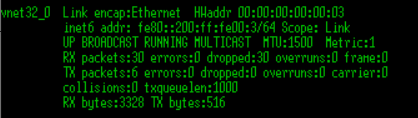 vnet32_0 Link encap:Ethernet HWaddr 00:00:00:00:00:03
inet6 addr: fe80::200:ff:fe00:3/64 Scope: Link
UP BROADCAST RUNNING MULTICAST MTU:1500 Metric:1
RX packets:30 errors:0 dropped:30 overruns:0 frame:0
TX packets:6 errors:0 dropped:0 overruns:0 carrier:0
collisions:0 txqueuelen:1000
RX bytes:3328 TX bytes:516